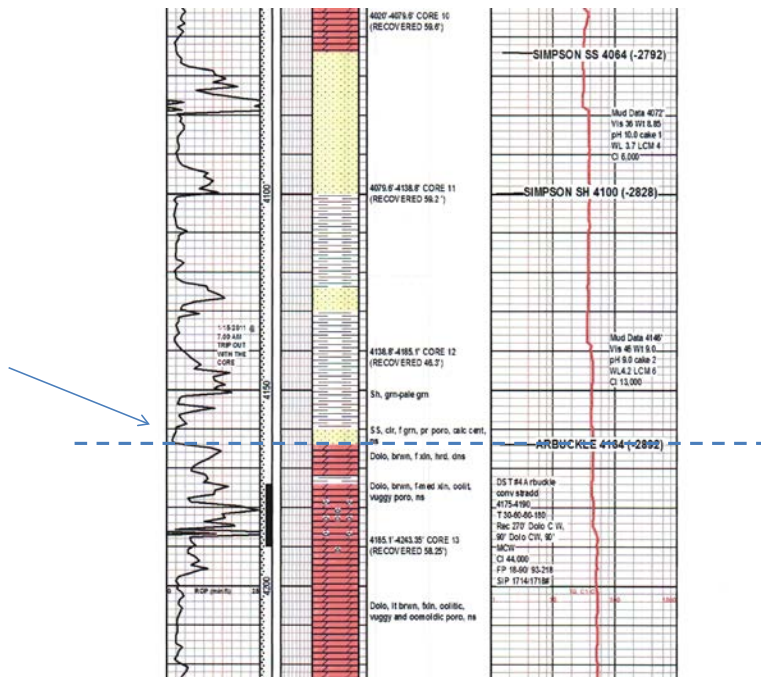 4020'-4079.6' CORE 10
(RECOVERED 59.6')
SIMPSON SS 4064 (-2792)
Mud Data 4072'
Vis 36 Wt 8.85
pH 10.0 cake 1
WL 3.7 LCM 4
Cl 6,000
4100
4079.6'-4138.8' CORE 11
(RECOVERED 59.2')
SIMPSON SH 4100 (-2828)
7:00 AM
TRIP OUT
WITH THE
CORE
4138.8'-4185.1' CORE 12
(RECOVERED 46.3')
Mud Data 4146'
Vis 46 Wt 9.0
pH 9.0 cake 2
WL 4.2 LCM 6
Cl 13,000
4150
Sh, grn-pale grn
SS, clr, f grn, pr poro, calc cent,
ns
ARBUCKLE 4164 (-2892)
Dolo, brwn, f xln, hrd, dns
Dolo, brwn, f-med xln, oolit,
vuggy poro, ns
DST #4 Arbuckle
conv stradd
4175-4190
T 30-60-60-180
Rec 270' Dolo C W,
90' Dolo CW, 90'
MCW
Cl 44,000
FP 18-90' 93-218
SIP 1714/1718#
4185.1'-4243.35' CORE 13
(RECOVERED 58.25')
4200
0 ROP (min/ft)
Dolo, lt brwn, fxln, oolitic,
vuggy and oomoldic poro, ns